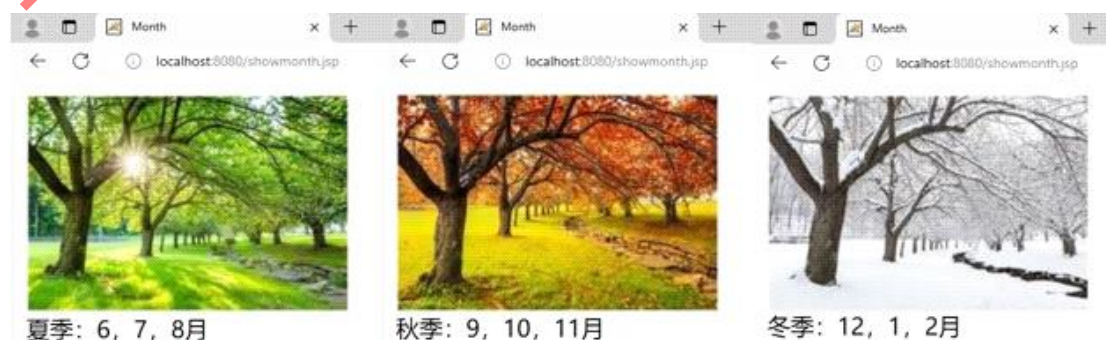 Month
localhost:8080/showmonth.jsp
夏季：6，7，8月
Month
localhost:8080/showmonth.jsp
秋季：9，10，11月
Month
localhost:8080/showmonth.jsp
冬季：12，1，2月